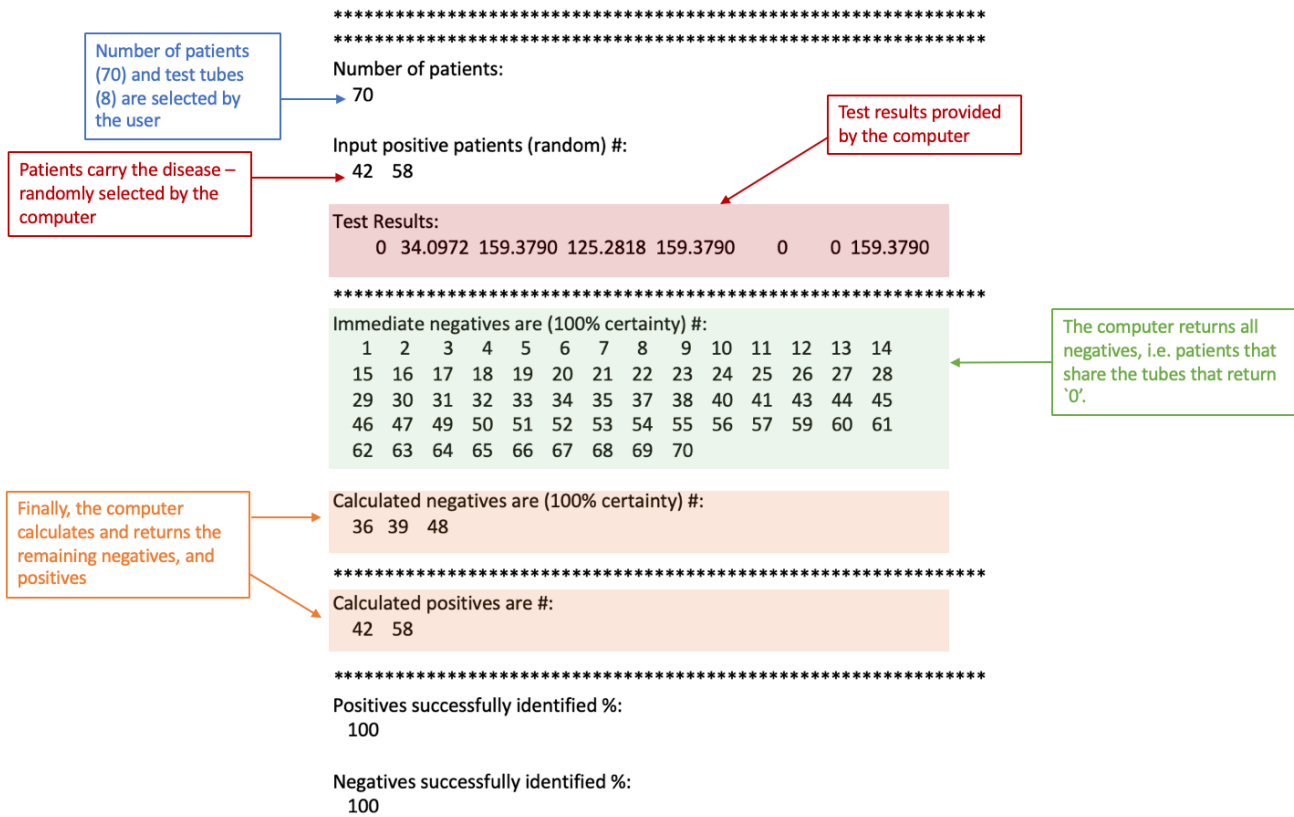 ****************************************************************
****************************************************************
Number of patients
(70) and test tubes
(8) are selected by
the user
Number of patients:
70
Test results provided
by the computer
Input positive patients (random) #:
42 58
Patients carry the disease –
randomly selected by the
computer
Test Results:
0 34.0972 159.3790 125.2818 159.3790 0 0 159.3790
****************************************************************
Immediate negatives are (100% certainty) #:
1 2 3 4 5 6 7 8 9 10 11 12 13 14
15 16 17 18 19 20 21 22 23 24 25 26 27 28
29 30 31 32 33 34 35 37 38 40 41 43 44 45
46 47 49 50 51 52 53 54 55 56 57 59 60 61
62 63 64 65 66 67 68 69 70
The computer returns all
negatives, i.e. patients that
share the tubes that return
`0’.
Calculated negatives are (100% certainty) #:
36 39 48
Finally, the computer
calculates and returns the
remaining negatives, and
positives
****************************************************************
Calculated positives are #:
42 58
****************************************************************
Positives successfully identified %:
100
Negatives successfully identified %:
100